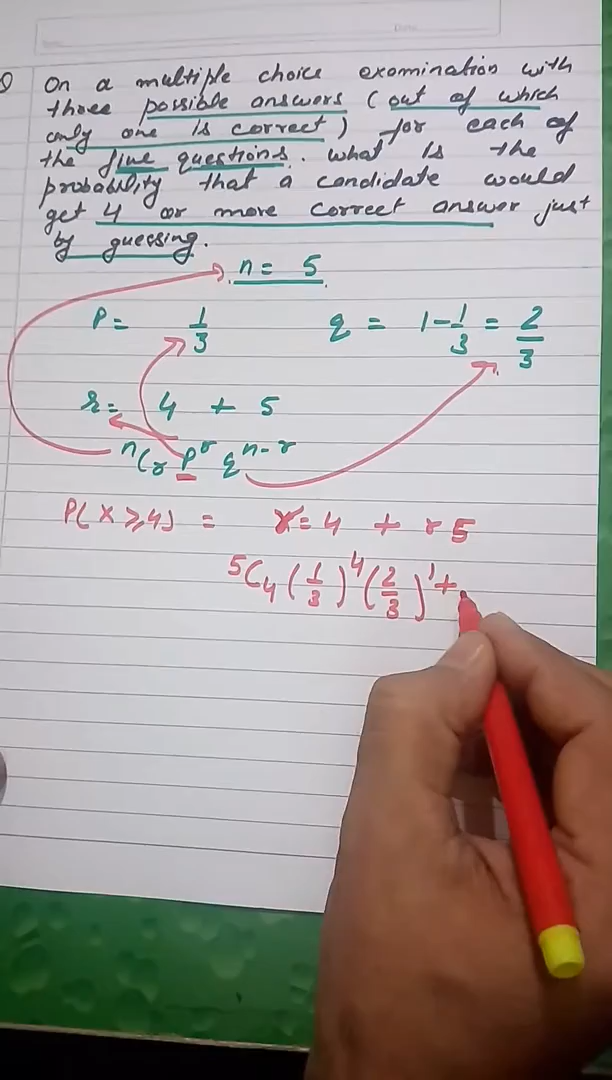 Q On a multiple choice examination with
three possible answers (out of which
only one is correct) for each of
the five questions. What is the
probability that a candidate would
get 4 or more correct answer just
by guessing.
n = 5
P = 1/3 q = 1 - 1/3 = 2/3
r = 4 + 5
nCr p^r q^n-r
P(X ≥ 4) = r = 4 + r 5
5C4 (1/3)^4 (2/3)^1 +